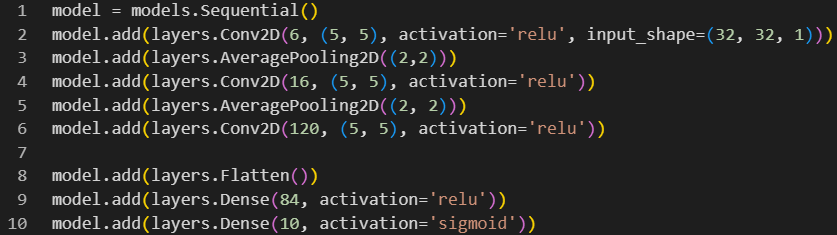 1 model = models.Sequential()
2 model.add(layers.Conv2D(6, (5, 5), activation='relu', input_shape=(32, 32, 1)))
3 model.add(layers.AveragePooling2D((2,2)))
4 model.add(layers.Conv2D(16, (5, 5), activation='relu'))
5 model.add(layers.AveragePooling2D((2, 2)))
6 model.add(layers.Conv2D(120, (5, 5), activation='relu'))
7
8 model.add(layers.Flatten())
9 model.add(layers.Dense(84, activation='relu'))
10 model.add(layers.Dense(10, activation='sigmoid'))